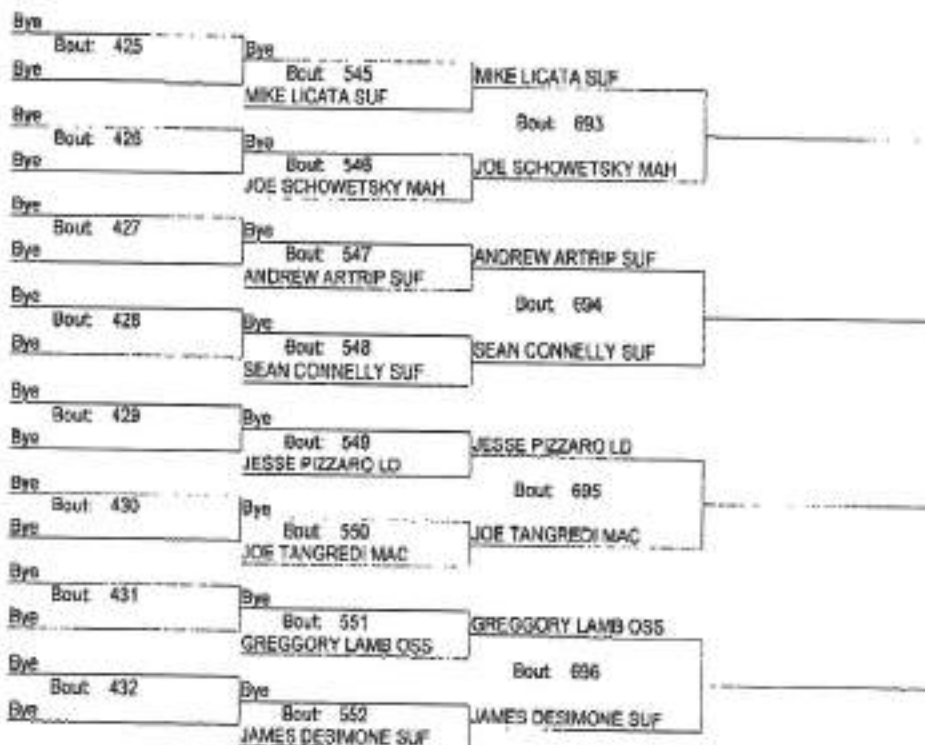 Bye
Bout: 425
Bye
Bye
Bout: 545
MIKE LICATA SUF
MIKE LICATA SUF
Bout: 693
Bye
Bout: 426
Bye
Bye
Bout: 546
JOE SCHOWETSKY MAH
JOE SCHOWETSKY MAH
Bye
Bout: 427
Bye
Bye
Bout: 547
ANDREW ARTRIP SUF
ANDREW ARTRIP SUF
Bout: 694
Bye
Bout: 428
Bye
Bye
Bout: 548
SEAN CONNELLY SUF
SEAN CONNELLY SUF
Bye
Bout: 429
Bye
Bye
Bout: 549
JESSE PIZZARO LD
JESSE PIZZARO LD
Bout: 695
Bye
Bout: 430
Bye
Bye
Bout: 550
JOE TANGREDI MAC
JOE TANGREDI MAC
Bye
Bout: 431
Bye
Bye
Bout: 551
GREGGORY LAMB OSS
GREGGORY LAMB OSS
Bout: 696
Bye
Bout: 432
Bye
Bye
Bout: 552
JAMES DESIMONE SUF
JAMES DESIMONE SUF